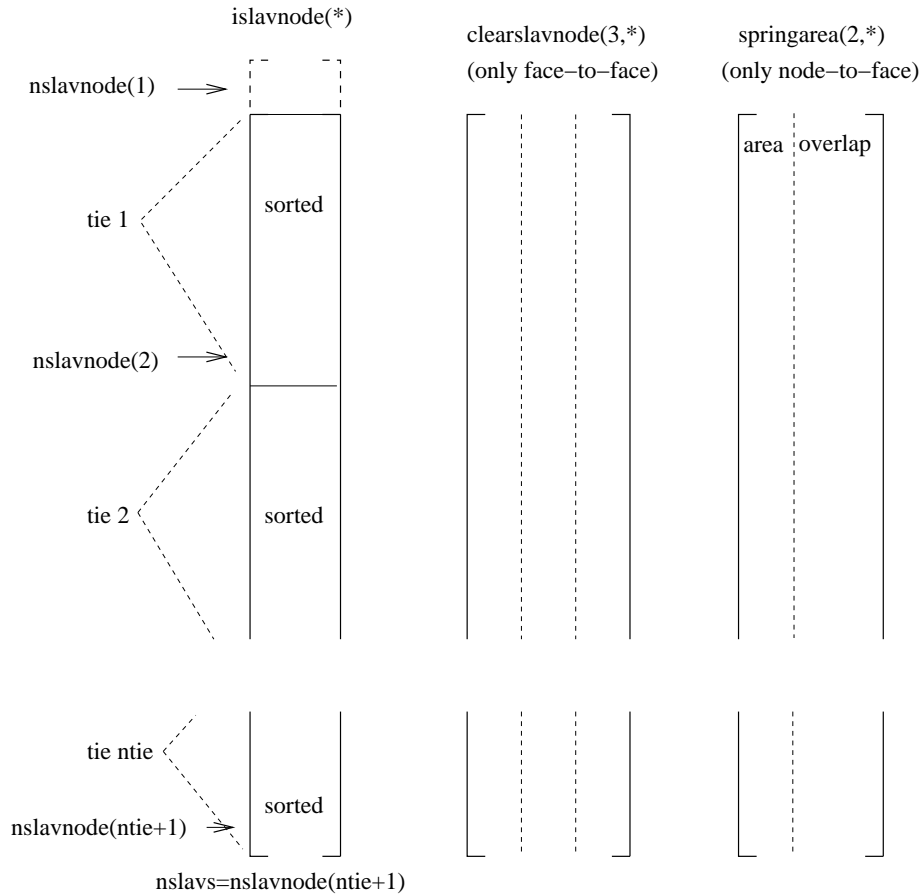 islavnode(*)
clearslavnode(3,*)
(only face−to−face)
springarea(2,*)
(only node−to−face)
nslavnode(1)
area
overlap
tie 1
sorted
nslavnode(2)
tie 2
sorted
tie ntie
sorted
nslavnode(ntie+1)
nslavs=nslavnode(ntie+1)